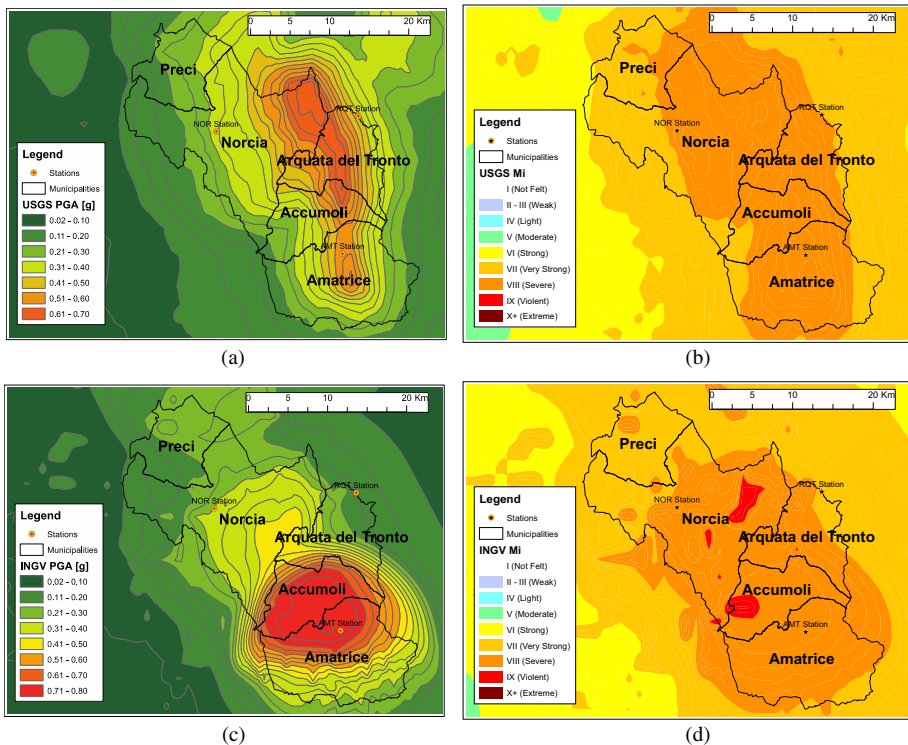 0 5 10 20 Km
Preci
NOR Station
Norcia
RQT Station
Arquata del Tronto
Accumoli
AMT Station
Amatrice
Legend
Stations
Municipalities
USGS PGA [g]
0.02 - 0.10
0.11 - 0.20
0.21 - 0.30
0.31 - 0.40
0.41 - 0.50
0.51 - 0.60
0.61 - 0.70
(a)
0 5 10 20 Km
Preci
NOR Station
Norcia
RQT Station
Arquata del Tronto
Accumoli
AMT Station
Amatrice
Legend
Stations
Municipalities
USGS Mi
I (Not Felt)
II - III (Weak)
IV (Light)
V (Moderate)
VI (Strong)
VII (Very Strong)
VIII (Severe)
IX (Violent)
X+ (Extreme)
(b)
0 5 10 20 Km
Preci
NOR Station
Norcia
RQT Station
Arquata del Tronto
Accumoli
AMT Station
Amatrice
Legend
Stations
Municipalities
INGV PGA [g]
0.02 - 0.10
0.11 - 0.20
0.21 - 0.30
0.31 - 0.40
0.41 - 0.50
0.51 - 0.60
0.61 - 0.70
0.71 - 0.80
(c)
0 5 10 20 Km
Preci
NOR Station
Norcia
RQT Station
Arquata del Tronto
Accumoli
AMT Station
Amatrice
Legend
Stations
Municipalities
INGV Mi
I (Not Felt)
II - III (Weak)
IV (Light)
V (Moderate)
VI (Strong)
VII (Very Strong)
VIII (Severe)
IX (Violent)
X+ (Extreme)
(d)